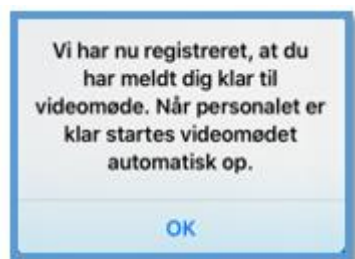 Vi har nu registreret, at du
har meldt dig klar til
videomøde. Når personalet er
klar startes videomødet
automatisk op.
OK